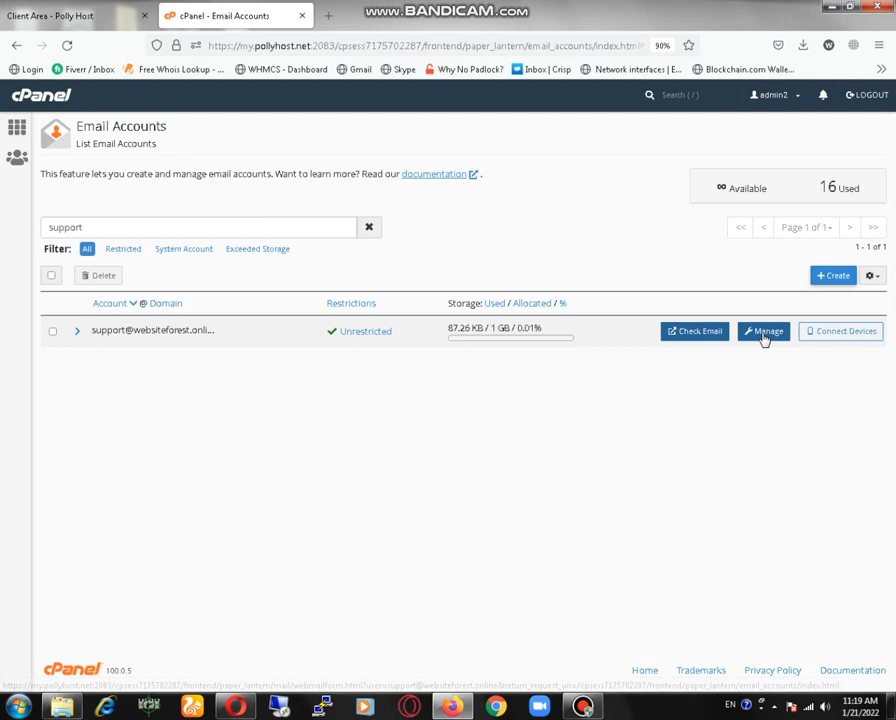 WWW.BANDICAM.COM
Client Area - Polly Host
cPanel - Email Accounts
https://my.pollyhost.net:2083/cpsess7175702287/frontend/paper_lantern/email_accounts/index.html
90%
Login
Fiverr / Inbox
Free Whois Lookup - ...
WHMCS - Dashboard
Gmail
Skype
Why No Padlock?
Inbox | Crisp
Network interfaces | E...
Blockchain.com Walle...
cPanel
Search ( / )
admin2
LOGOUT
Email Accounts
List Email Accounts
This feature lets you create and manage email accounts. Want to learn more? Read our documentation .
∞ Available
16 Used
support
<< < Page 1 of 1 > >>
Filter: All Restricted System Account Exceeded Storage
1 - 1 of 1
Delete
+ Create
Account @ Domain
Restrictions
Storage: Used / Allocated / %
support@websiteforest.onli...
Unrestricted
87.26 KB / 1 GB / 0.01%
Check Email
Manage
Connect Devices
cPanel 100.0.5
Home
Trademarks
Privacy Policy
Documentation
https://my.pollyhost.net:2083/cpsess7175702287/frontend/paper_lantern/mail/webmailform.html?user=support@websiteforest.online&return_request_uri=/cpsess7175702287/frontend/paper_lantern/email_accounts/index.html
EN
11:19 AM
1/21/2022